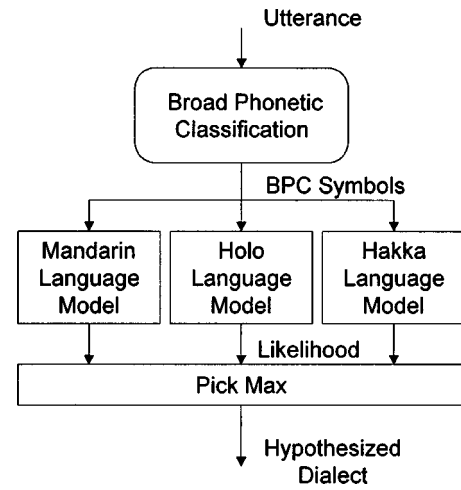 Utterance
Broad Phonetic
Classification
BPC Symbols
Mandarin
Language
Model
Holo
Language
Model
Hakka
Language
Model
Likelihood
Pick Max
Hypothesized
Dialect